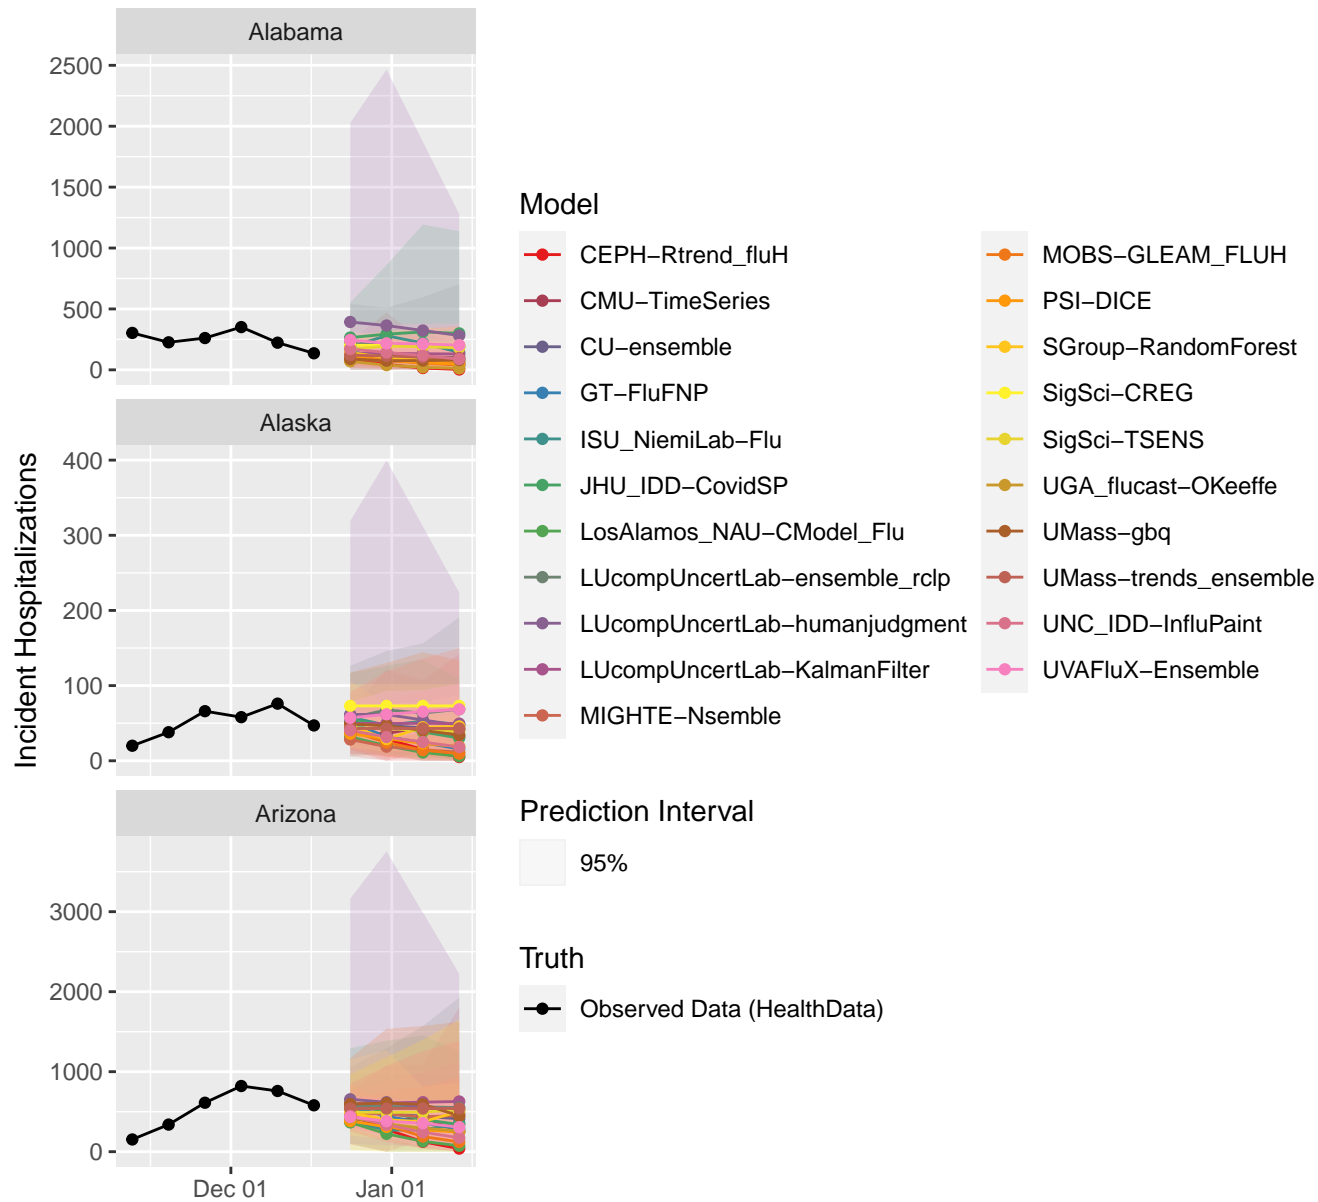 Alabama
2500
2000
1500
1000
500
0
Alaska
400
300
200
100
0
Arizona
3000
2000
1000
0
Dec 01
Jan 01
Incident Hospitalizations
Model
CEPH−Rtrend_fluH
CMU−TimeSeries
CU−ensemble
GT−FluFNP
ISU_NiemiLab−Flu
JHU_IDD−CovidSP
LosAlamos_NAU−CModel_Flu
LUcompUncertLab−ensemble_rclp
LUcompUncertLab−humanjudgment
LUcompUncertLab−KalmanFilter
MIGHTE−Nsemble
MOBS−GLEAM_FLUH
PSI−DICE
SGroup−RandomForest
SigSci−CREG
SigSci−TSENS
UGA_flucast−OKeeffe
UMass−gbq
UMass−trends_ensemble
UNC_IDD−InfluPaint
UVAFluX−Ensemble
Prediction Interval
95%
Truth
Observed Data (HealthData)